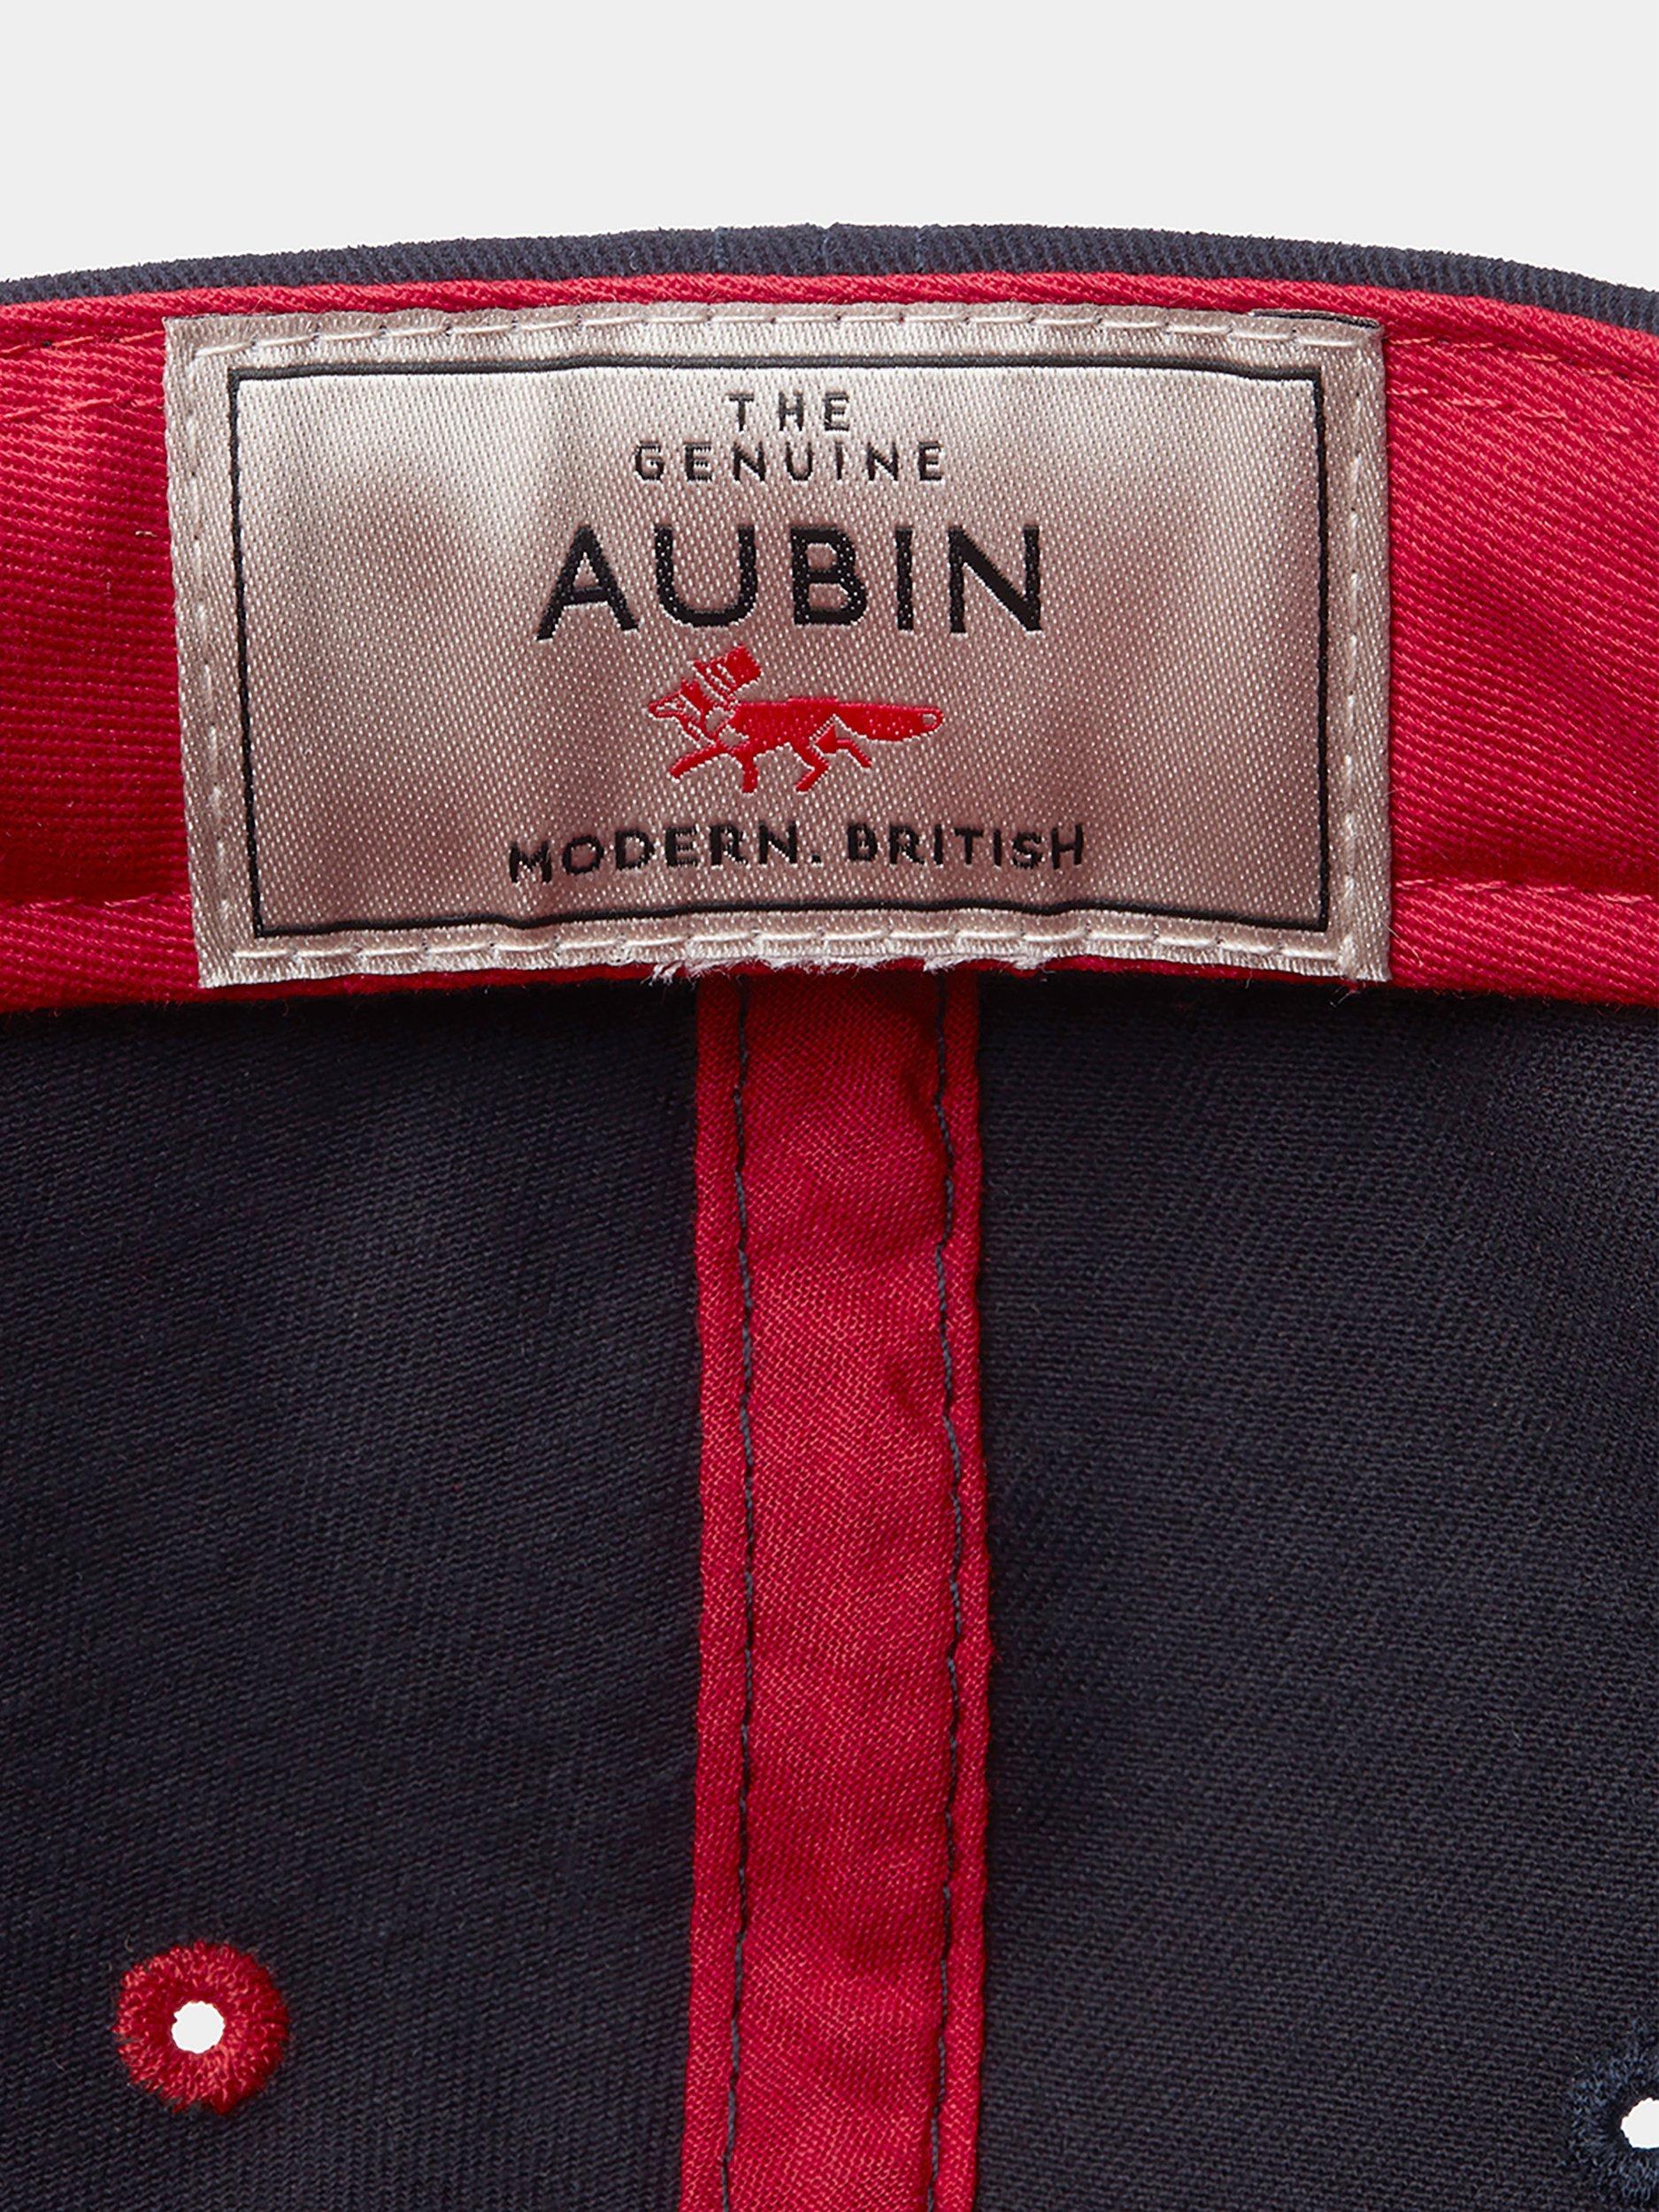 THE
GENUINE
AUBIN
MODERN. BRITISH